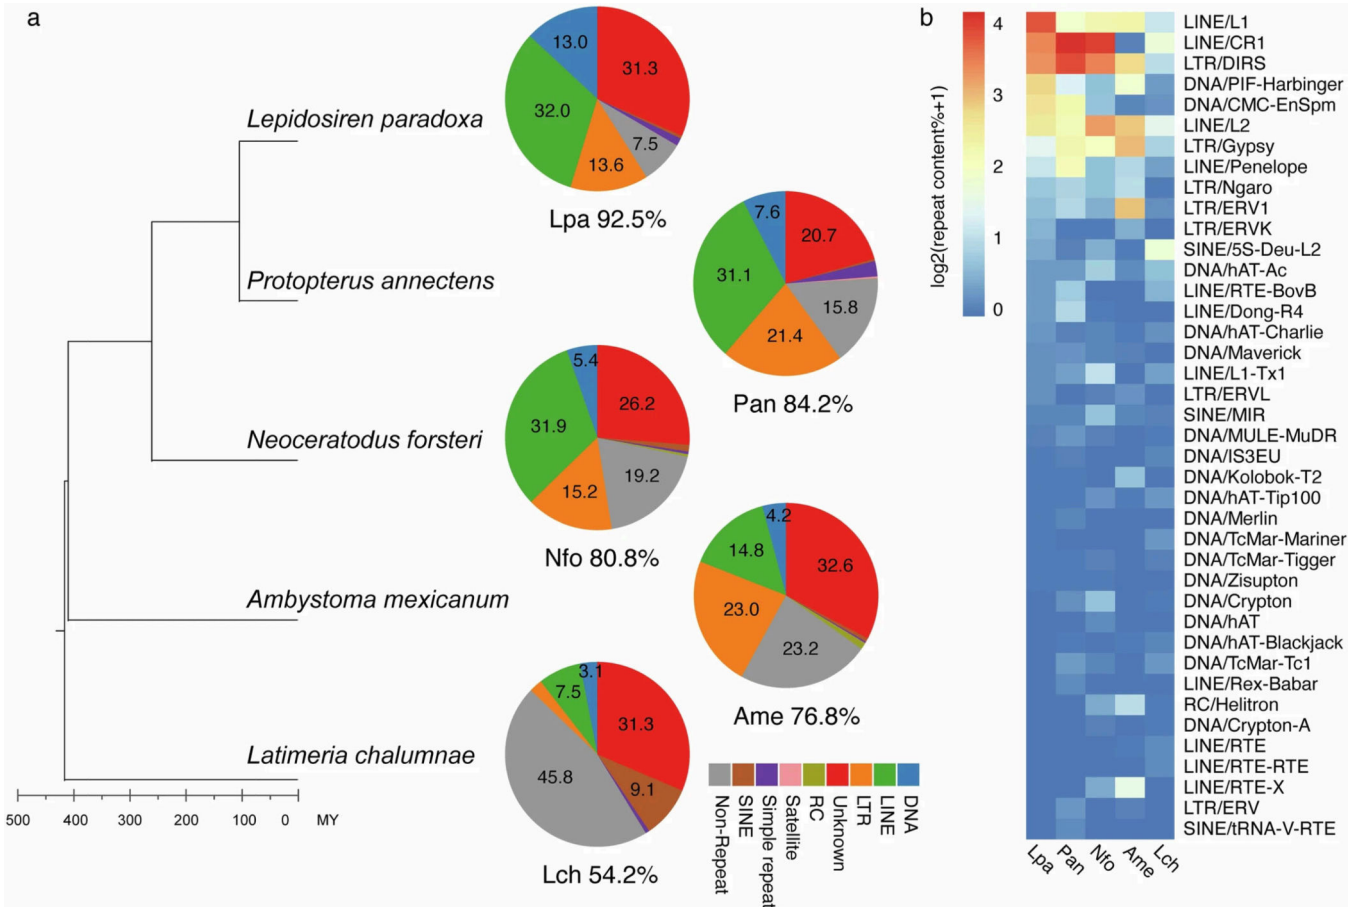 a
Lepidosiren paradoxa
Protopterus annectens
Neoceratodus forsteri
Ambystoma mexicanum
Latimeria chalumnae
500 400 300 200 100 0 MY
13.0
31.3
32.0
7.5
13.6
Lpa 92.5%
7.6
20.7
31.1
15.8
21.4
Pan 84.2%
5.4
26.2
31.9
19.2
15.2
Nfo 80.8%
4.2
14.8
32.6
23.0
23.2
Ame 76.8%
3.1
7.5
31.3
45.8
9.1
Lch 54.2%
Non-Repeat
SINE
Simple repeat
Satellite
RC
Unknown
LTR
LINE
DNA
b
log2(repeat content%+1)
4
3
2
1
0
LINE/L1
LINE/CR1
LTR/DIRS
DNA/PIF-Harbinger
DNA/CMC-EnSpm
LINE/L2
LTR/Gypsy
LINE/Penelope
LTR/Ngaro
LTR/ERV1
LTR/ERVK
SINE/5S-Deu-L2
DNA/hAT-Ac
LINE/RTE-BovB
LINE/Dong-R4
DNA/hAT-Charlie
DNA/Maverick
LINE/L1-Tx1
LTR/ERVL
SINE/MIR
DNA/MULE-MuDR
DNA/IS3EU
DNA/Kolobok-T2
DNA/hAT-Tip100
DNA/Merlin
DNA/TcMar-Mariner
DNA/TcMar-Tigger
DNA/Zisupton
DNA/Crypton
DNA/hAT
DNA/hAT-Blackjack
DNA/TcMar-Tc1
LINE/Rex-Babar
RC/Helitron
DNA/Crypton-A
LINE/RTE
LINE/RTE-RTE
LINE/RTE-X
LTR/ERV
SINE/tRNA-V-RTE
Lpa Pan Nfo Ame Lch